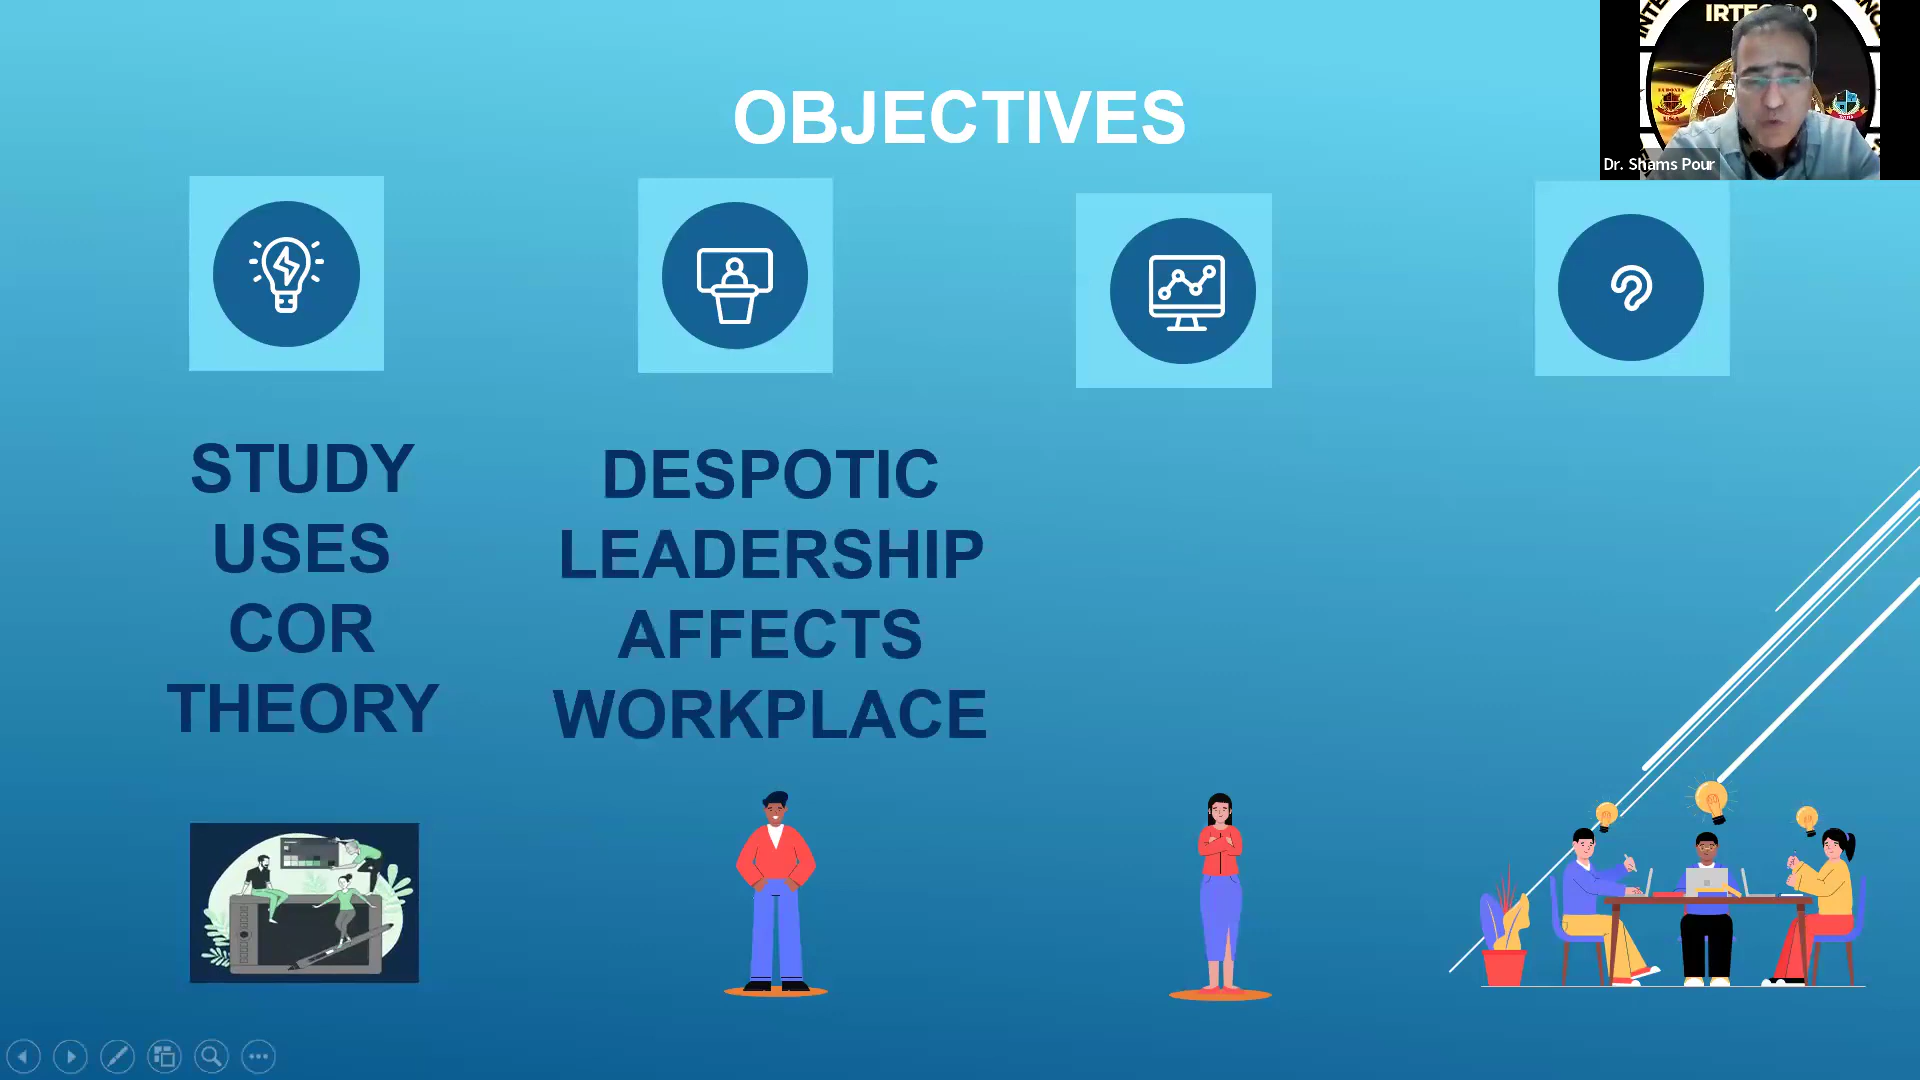 OBJECTIVES
STUDY
USES
COR
THEORY
DESPOTIC
LEADERSHIP
AFFECTS
WORKPLACE
Dr. Shams Pour